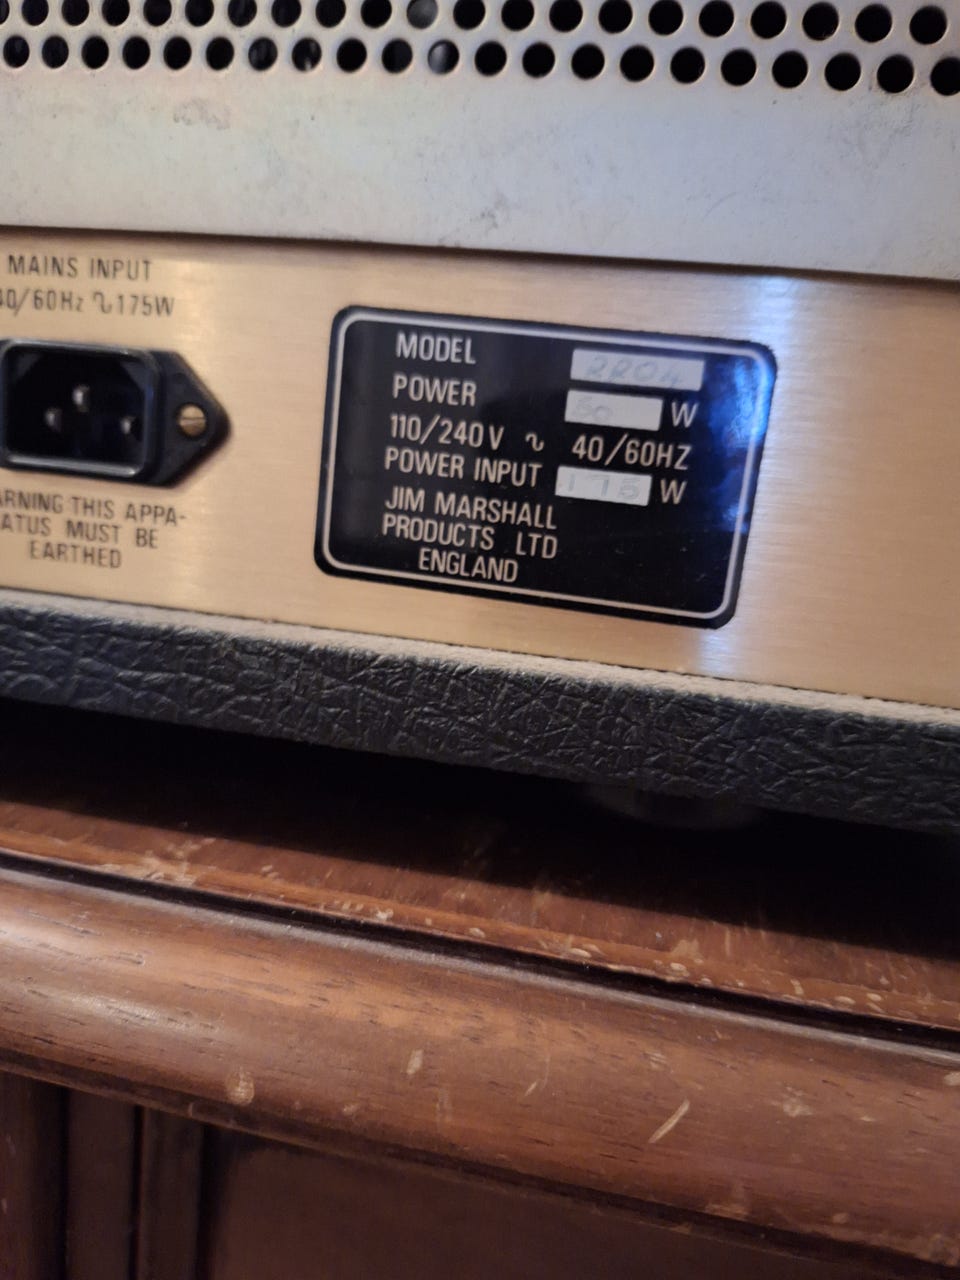 MAINS INPUT
40/60Hz ∿175W
MODEL 2204
POWER 50 W
110/240V ∿ 40/60HZ
POWER INPUT 175 W
JIM MARSHALL
PRODUCTS LTD
ENGLAND
ARNING THIS APPA-
ATUS MUST BE
EARTHED